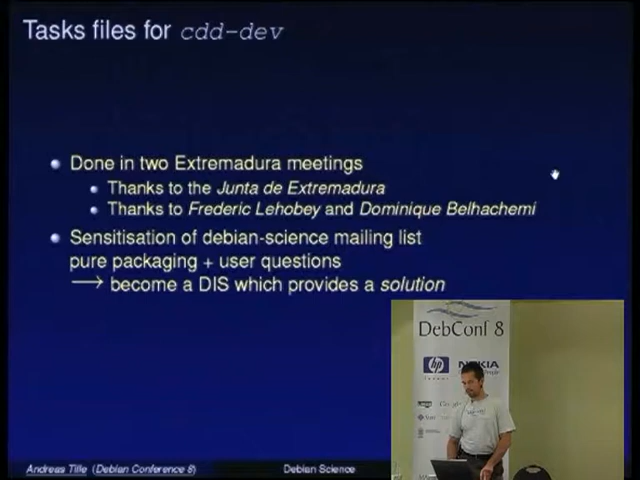 Tasks files for cdd-dev
Done in two Extremadura meetings
Thanks to the Junta de Extremadura
Thanks to Frederic Lehobey and Dominique Belhachemi
Sensitisation of debian-science mailing list
pure packaging + user questions
→ become a DIS which provides a solution
DebConf 8
hp
NOKIA
Andreas Tille (Debian Conference 8)
Debian Science